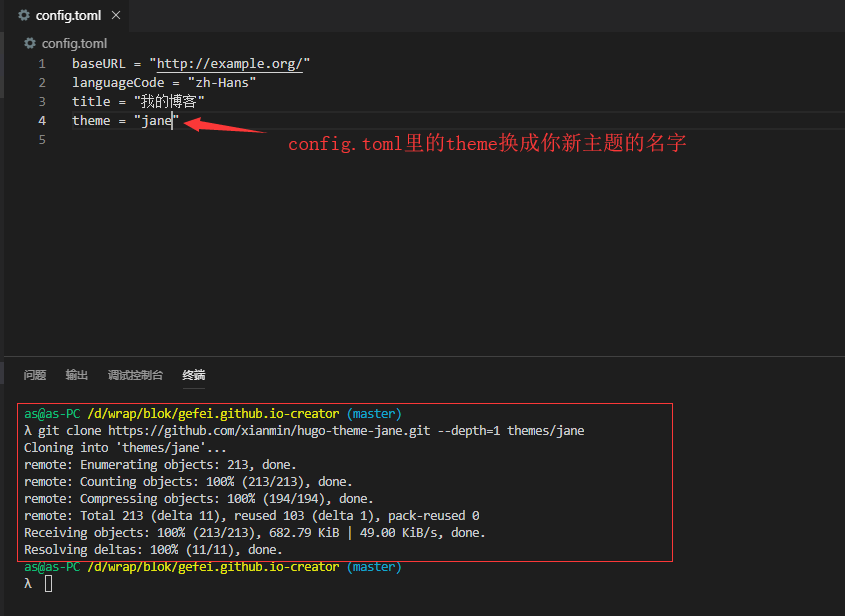 config.toml
config.toml
1 baseURL = "http://example.org/"
2 languageCode = "zh-Hans"
3 title = "我的博客"
4 theme = "jane"
5
config.toml里的theme换成你新主题的名字
问题 输出 调试控制台 终端
as@as-PC /d/wrap/blok/gefei.github.io-creator (master)
λ git clone https://github.com/xianmin/hugo-theme-jane.git --depth=1 themes/jane
Cloning into 'themes/jane'...
remote: Enumerating objects: 213, done.
remote: Counting objects: 100% (213/213), done.
remote: Compressing objects: 100% (194/194), done.
remote: Total 213 (delta 11), reused 103 (delta 1), pack-reused 0
Receiving objects: 100% (213/213), 682.79 KiB | 49.00 KiB/s, done.
Resolving deltas: 100% (11/11), done.
as@as-PC /d/wrap/blok/gefei.github.io-creator (master)
λ